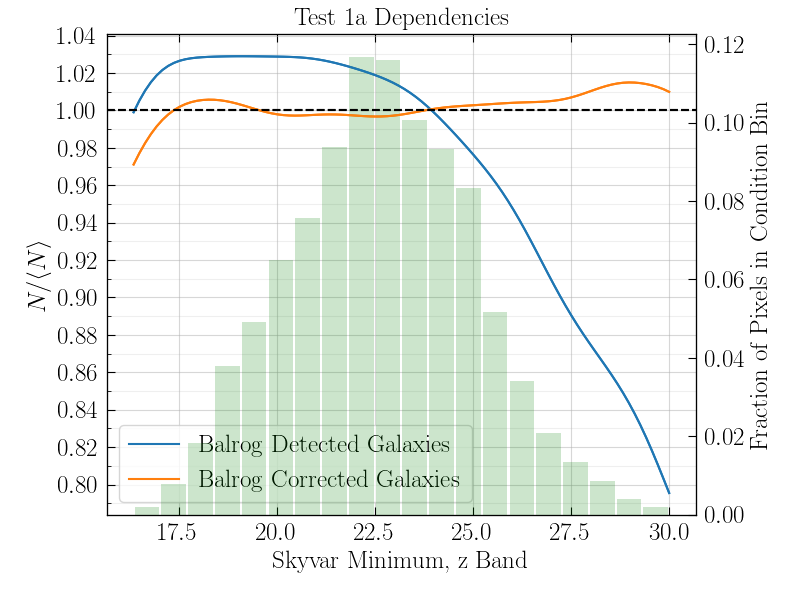 Test 1a Dependencies
1.04
1.02
1.00
0.98
0.96
0.94
0.92
0.90
0.88
0.86
0.84
0.82
0.80
N/⟨N⟩
0.12
0.10
0.08
0.06
0.04
0.02
0.00
Fraction of Pixels in Condition Bin
Balrog Detected Galaxies
Balrog Corrected Galaxies
17.5 20.0 22.5 25.0 27.5 30.0
Skyvar Minimum, z Band